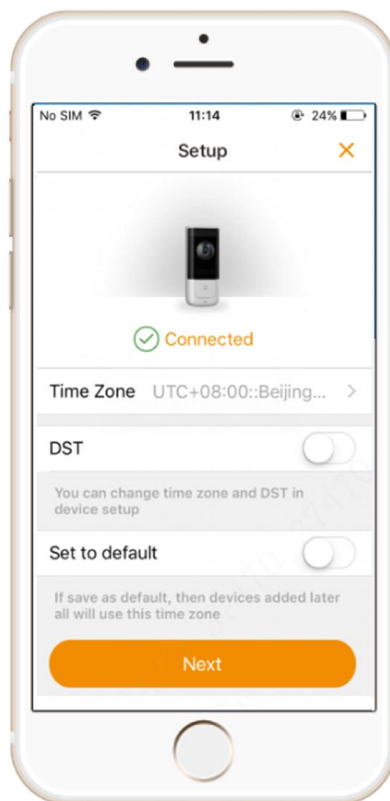 No SIM 11:14 24%
Setup
Connected
Time Zone UTC+08:00::Beijing...
DST
You can change time zone and DST in
device setup
Set to default
If save as default, then devices added later
all will use this time zone
Next